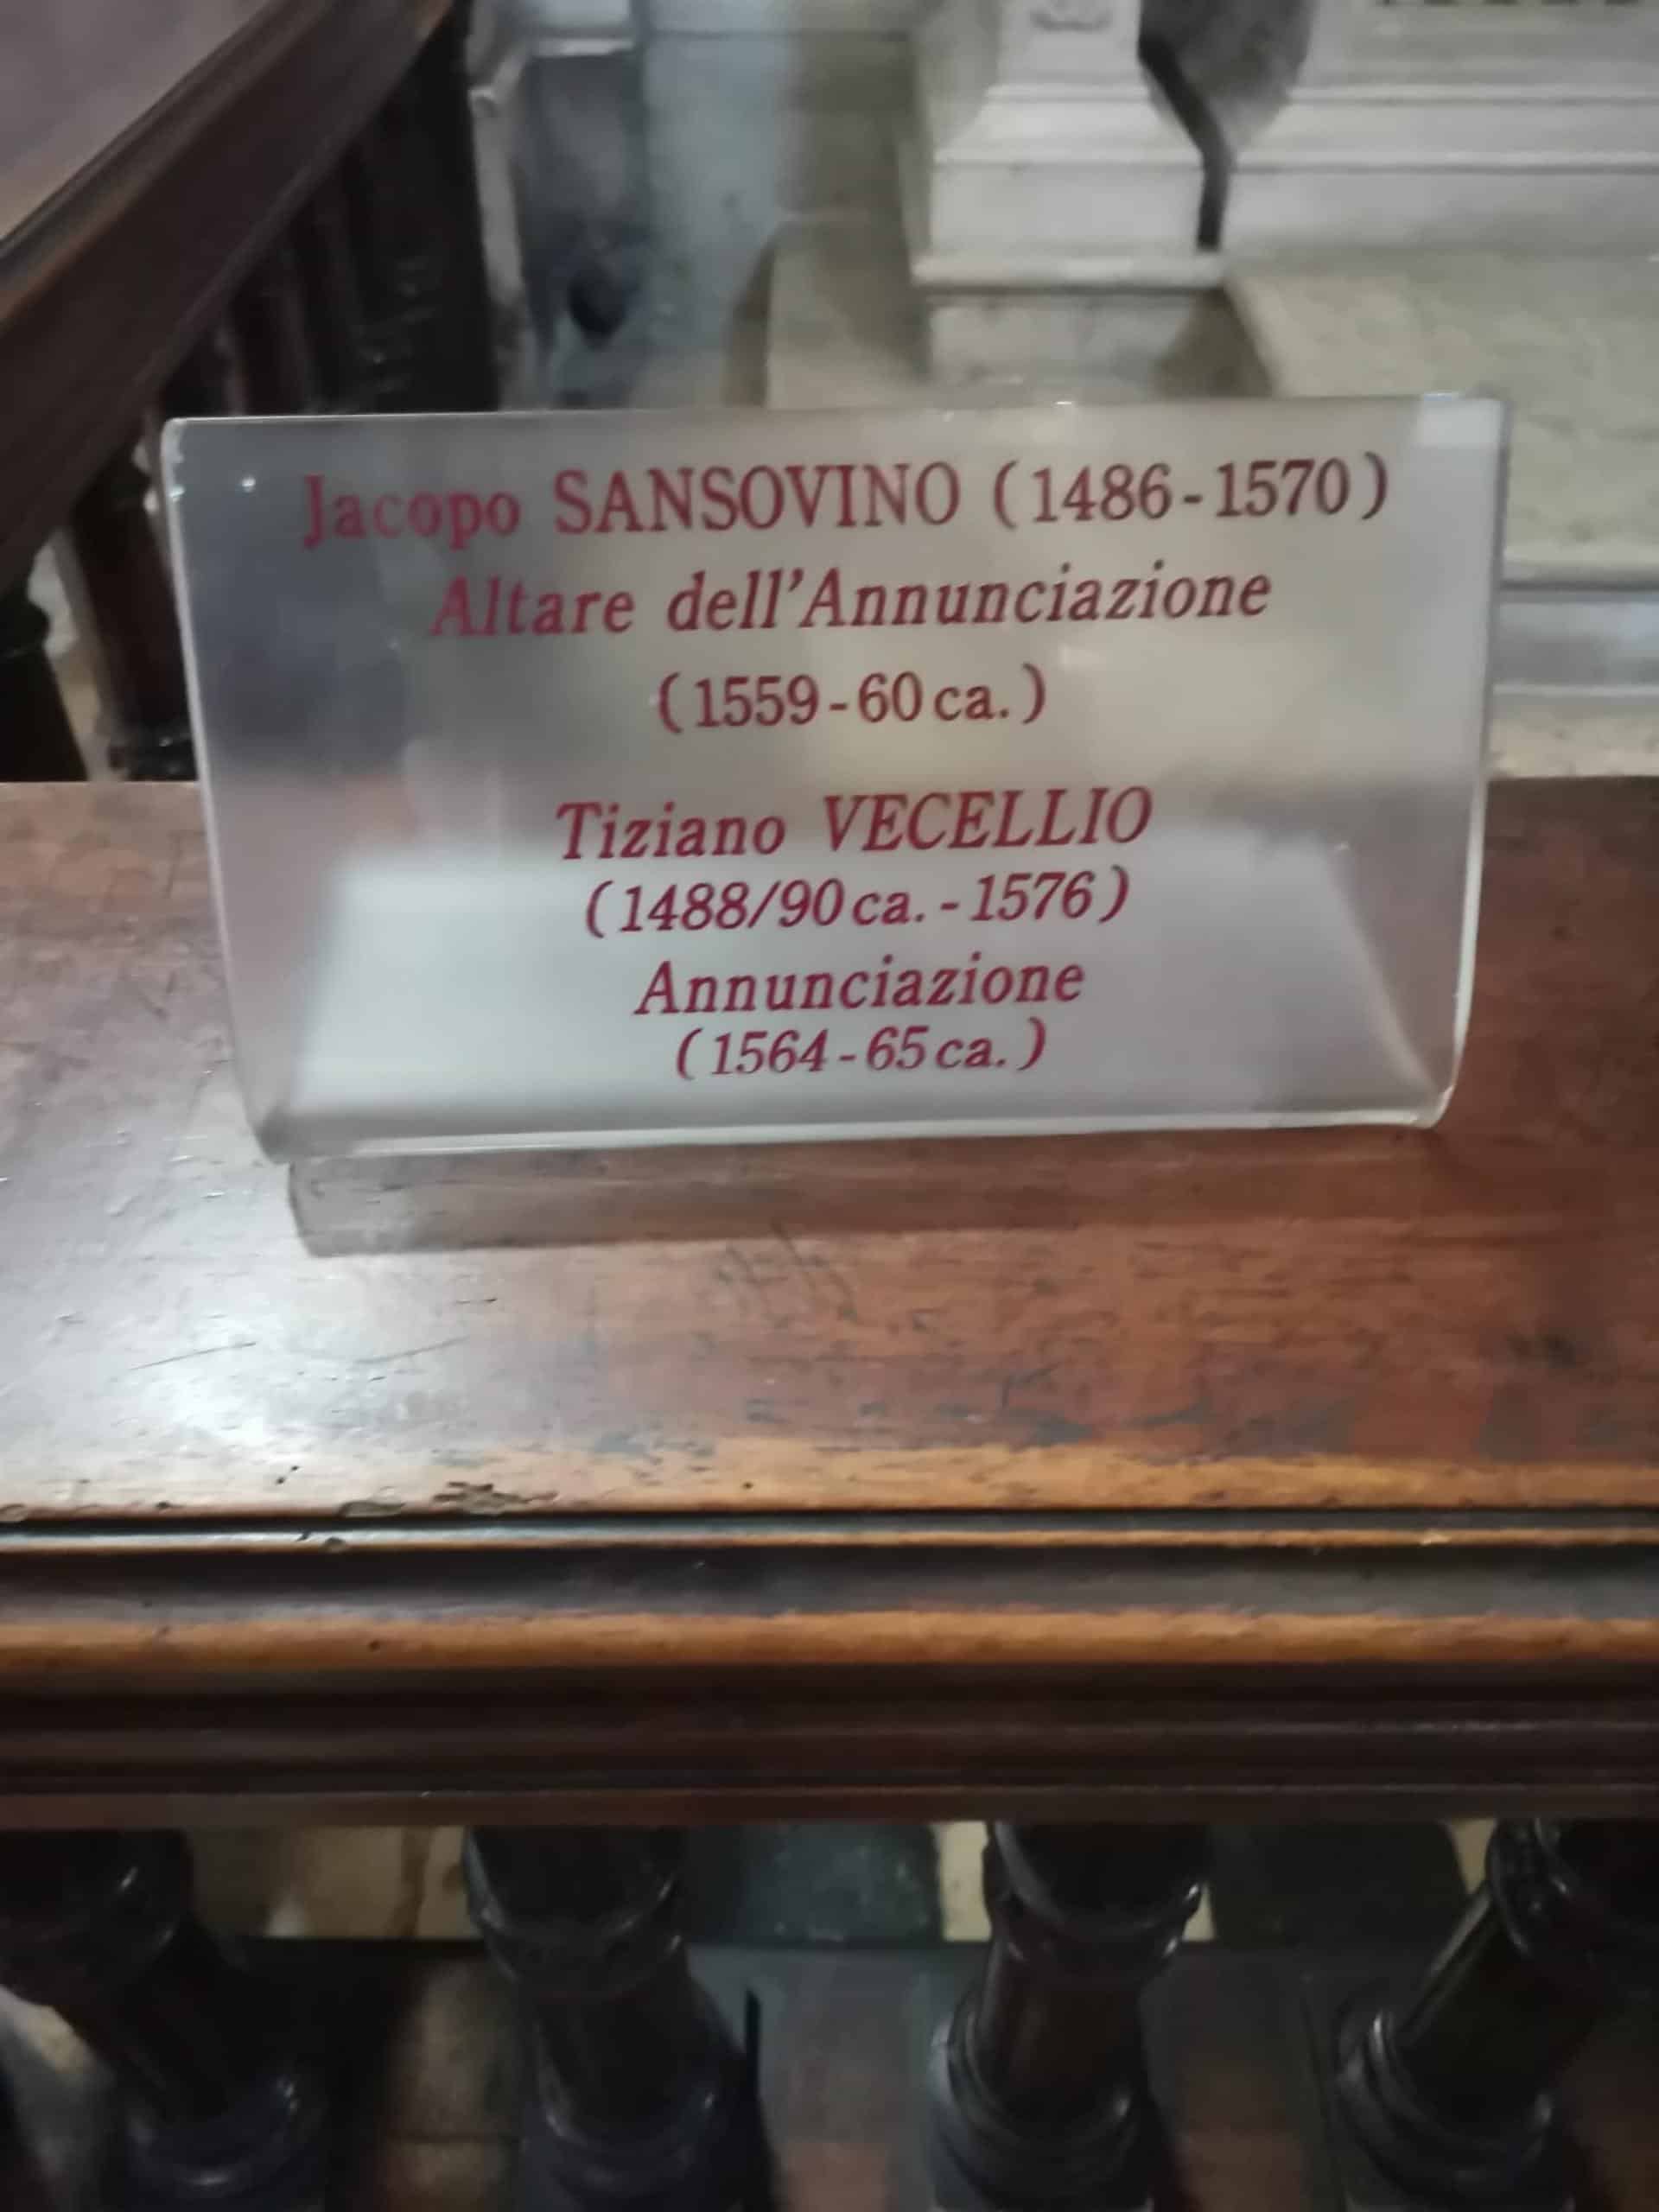 Jacopo SANSOVINO (1486-1570)
Altare dell'Annunciazione
(1559-60 ca.)
Tiziano VECELLIO
(1488/90 ca. - 1576)
Annunciazione
(1564-65 ca.)